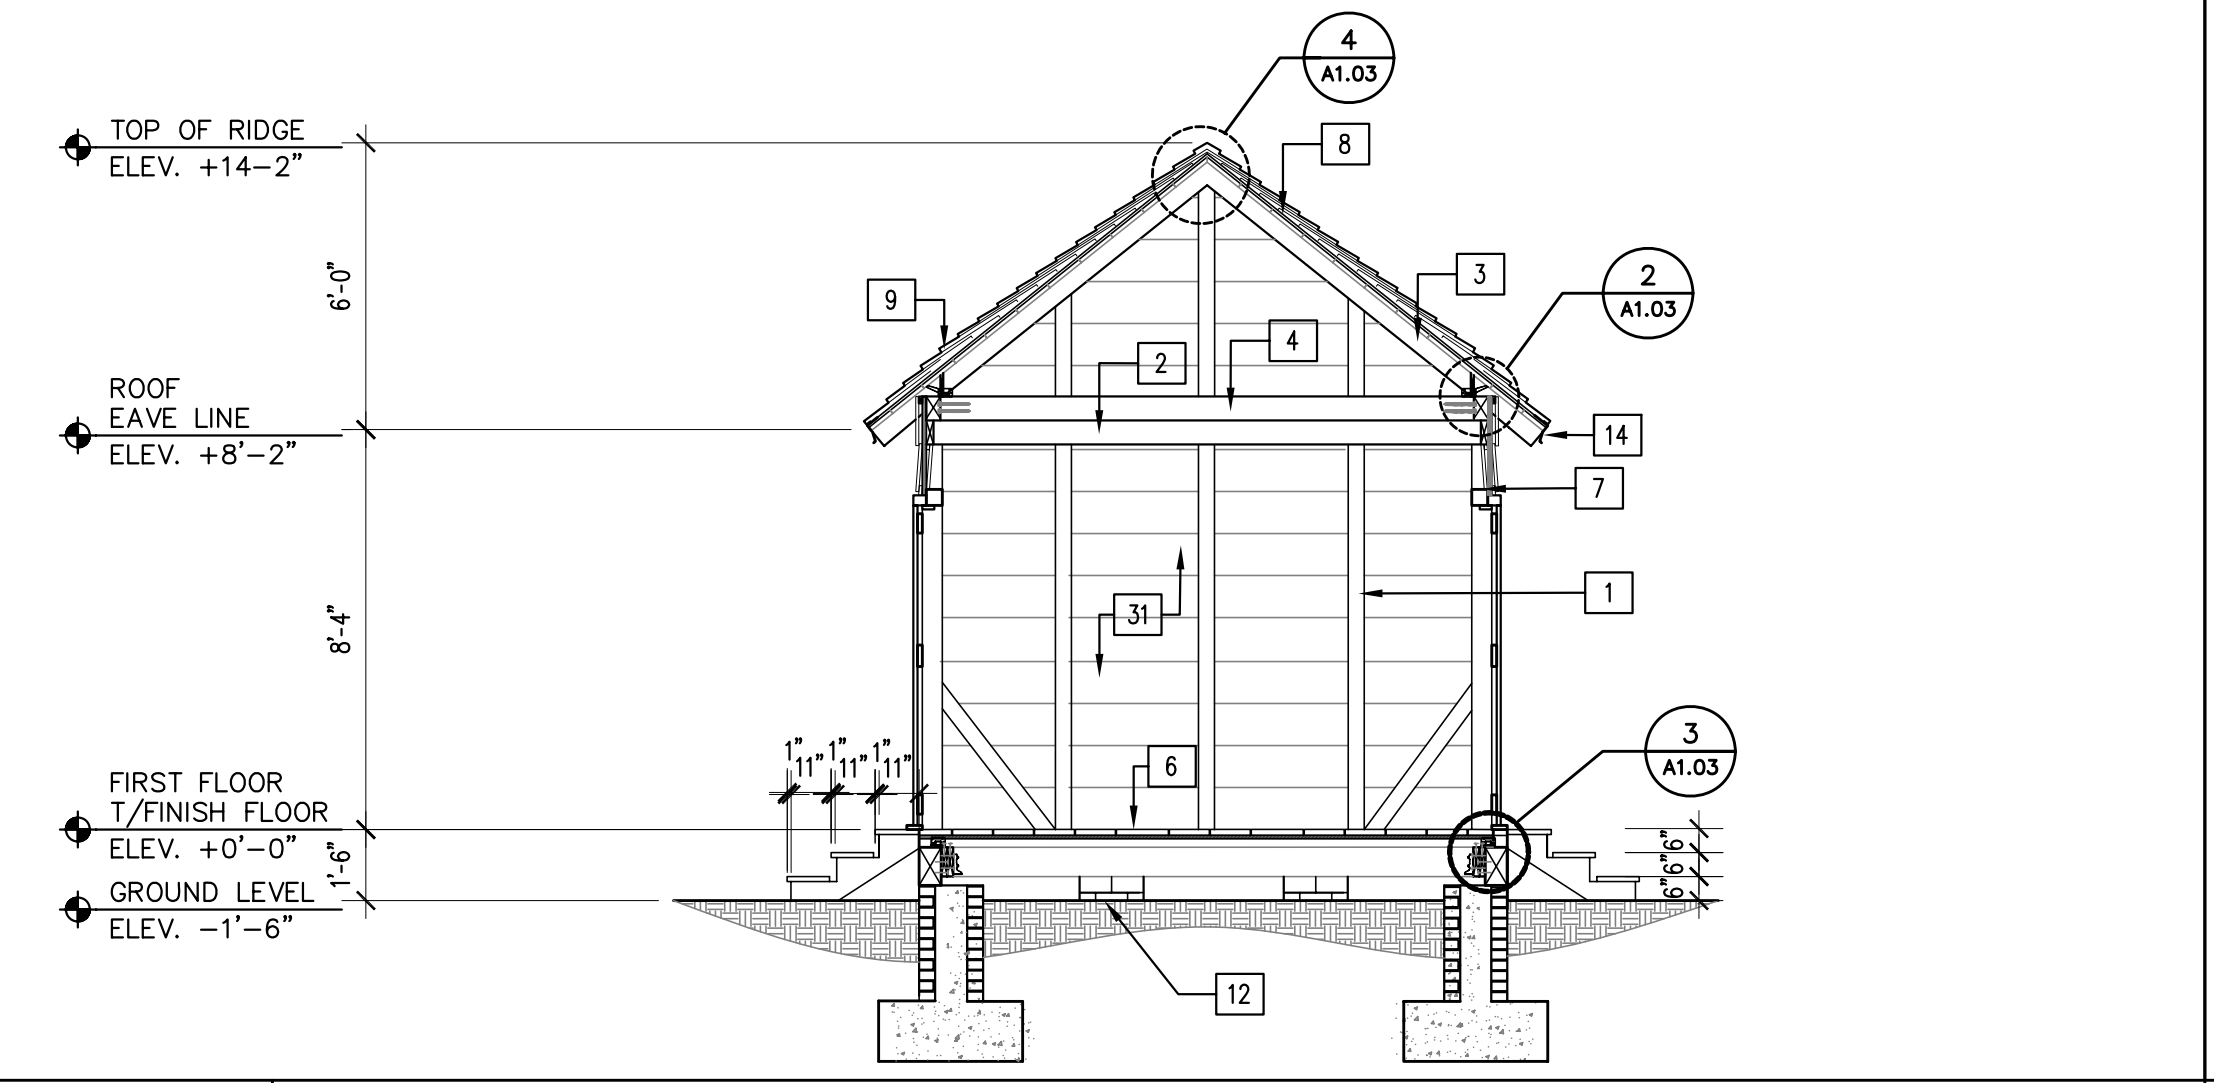 4
A1.03
TOP OF RIDGE
ELEV. +14-2"
8
6'-0"
3
2
A1.03
9
4
2
ROOF
EAVE LINE
ELEV. +8'-2"
14
7
8'-4"
31
1
3
A1.03
1" 1" 1"
11" 11" 11"
6
FIRST FLOOR
T/FINISH FLOOR
ELEV. +0'-0"
1'-6"
6"6"6"
GROUND LEVEL
ELEV. -1'-6"
12